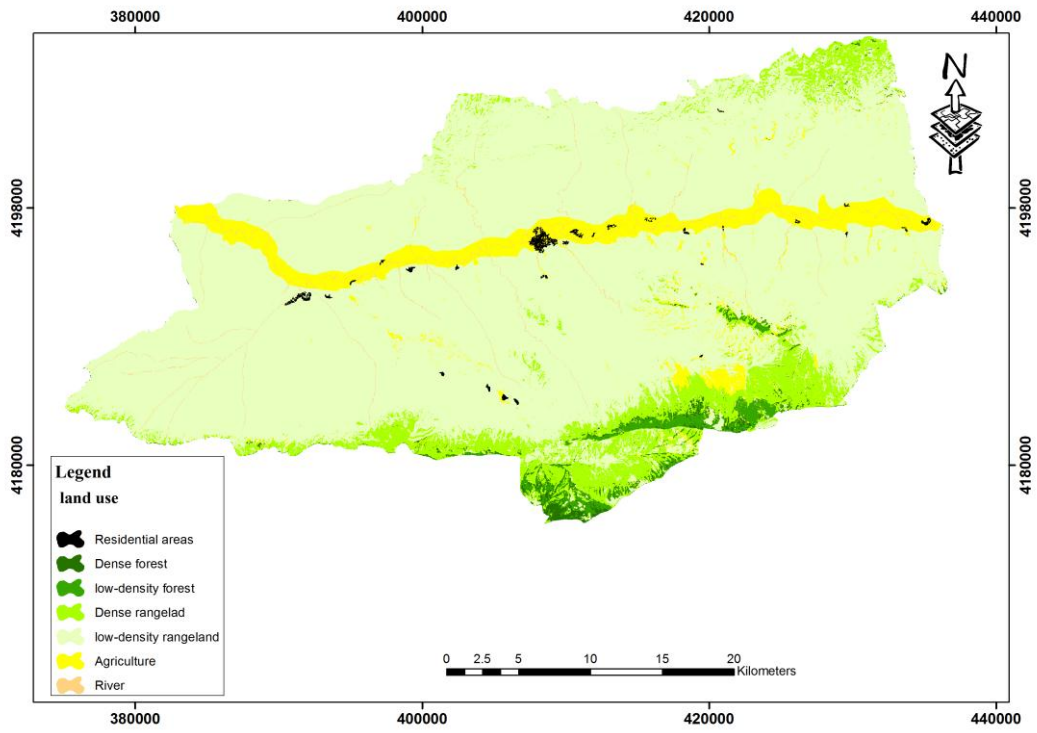 380000 400000 420000 440000
N
4198000 4198000
4180000 4180000
Legend
land use
Residential areas
Dense forest
low-density forest
Dense rangelad
low-density rangeland
Agriculture
River
0 2.5 5 10 15 20
Kilometers
380000 400000 420000 440000